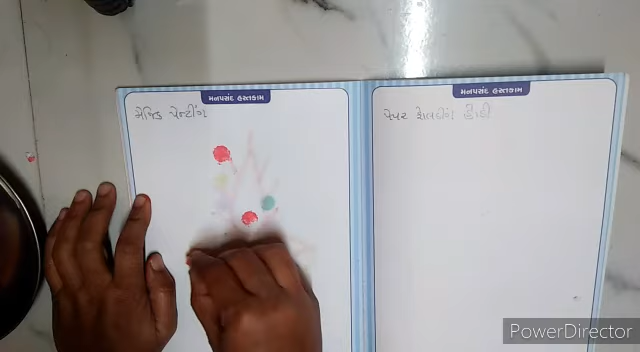 મનપસંદ હસ્તકામ
મેજિક પેન્ટીંગ
મનપસંદ હસ્તકામ
પેપર ફોલ્ડીંગ હોડી
PowerDirector